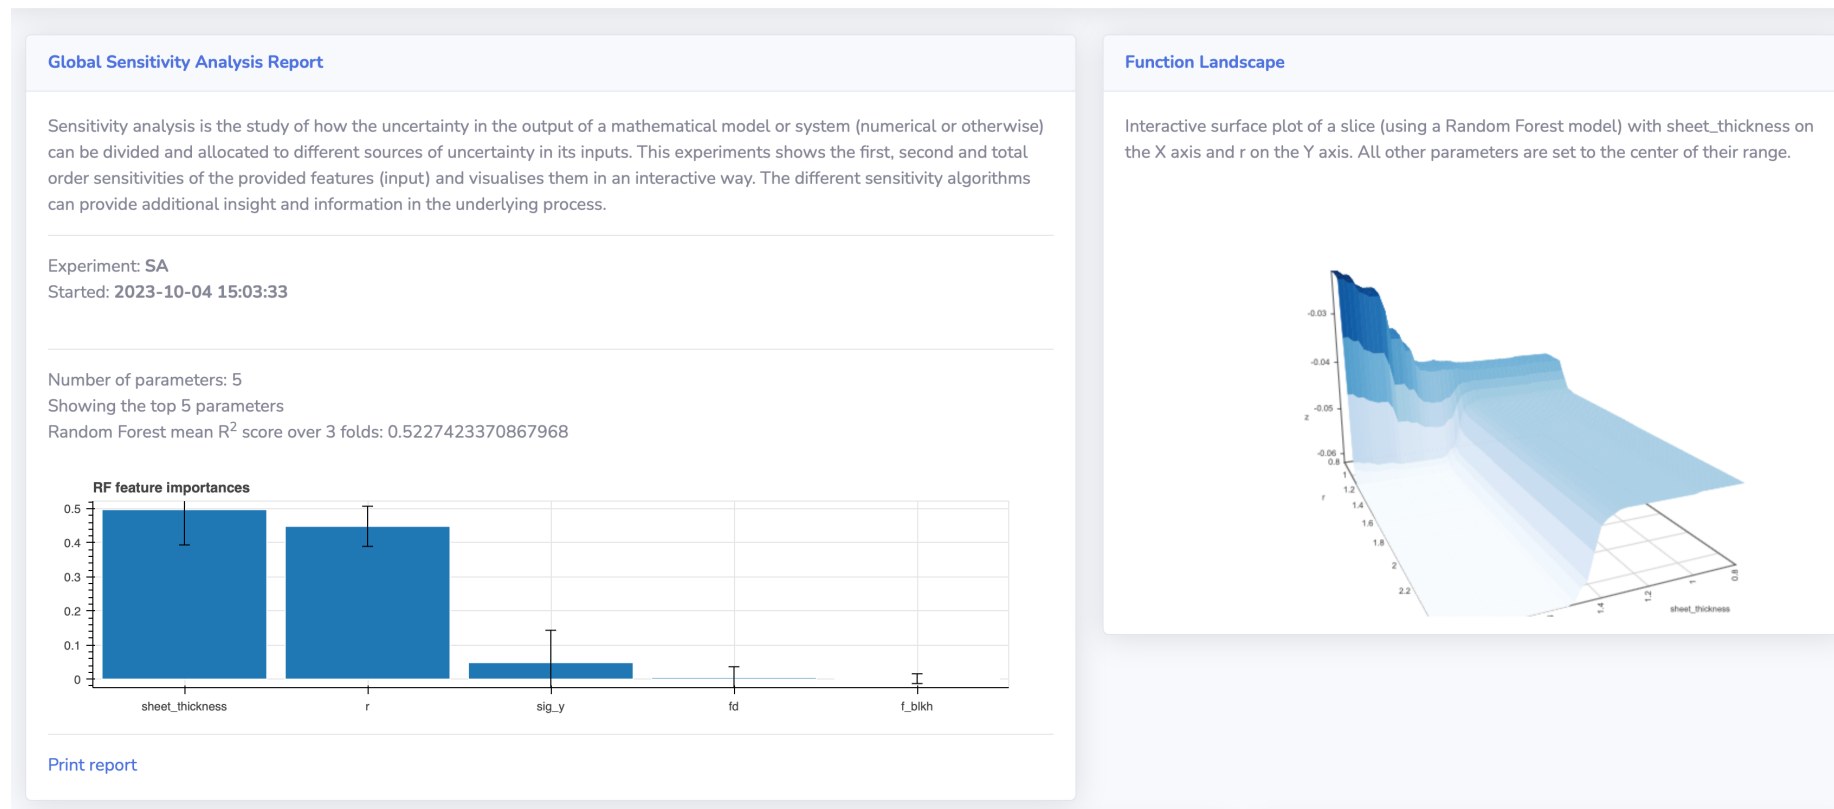 Global Sensitivity Analysis Report
Sensitivity analysis is the study of how the uncertainty in the output of a mathematical model or system (numerical or otherwise)
can be divided and allocated to different sources of uncertainty in its inputs. This experiments shows the first, second and total
order sensitivities of the provided features (input) and visualises them in an interactive way. The different sensitivity algorithms
can provide additional insight and information in the underlying process.
Experiment: SA
Started: 2023-10-04 15:03:33
Number of parameters: 5
Showing the top 5 parameters
Random Forest mean R² score over 3 folds: 0.5227423370867968
RF feature importances
0.5
0.4
0.3
0.2
0.1
0
sheet_thickness r sig_y fd f_blkh
Print report
Function Landscape
Interactive surface plot of a slice (using a Random Forest model) with sheet_thickness on
the X axis and r on the Y axis. All other parameters are set to the center of their range.
-0.03
-0.04
-0.05
z
-0.06
0.8
1
1.2
r
1.4
1.6
1.8
2
2.2
1.4
1.2
1
0.8
sheet_thickness